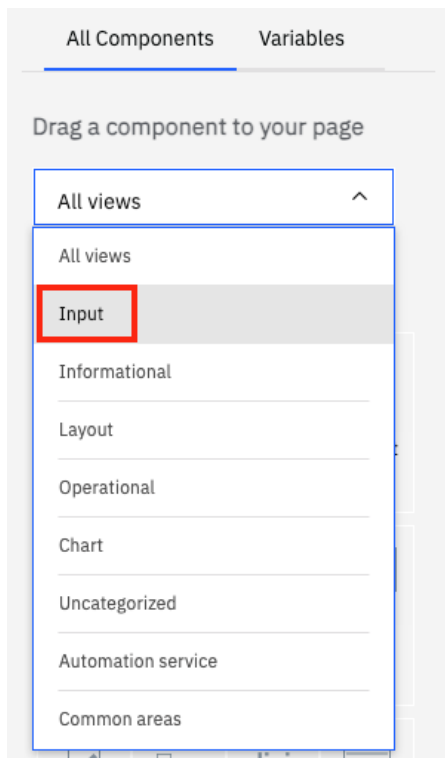 All Components Variables
Drag a component to your page
All views
All views
Input
Informational
Layout
Operational
Chart
Uncategorized
Automation service
Common areas